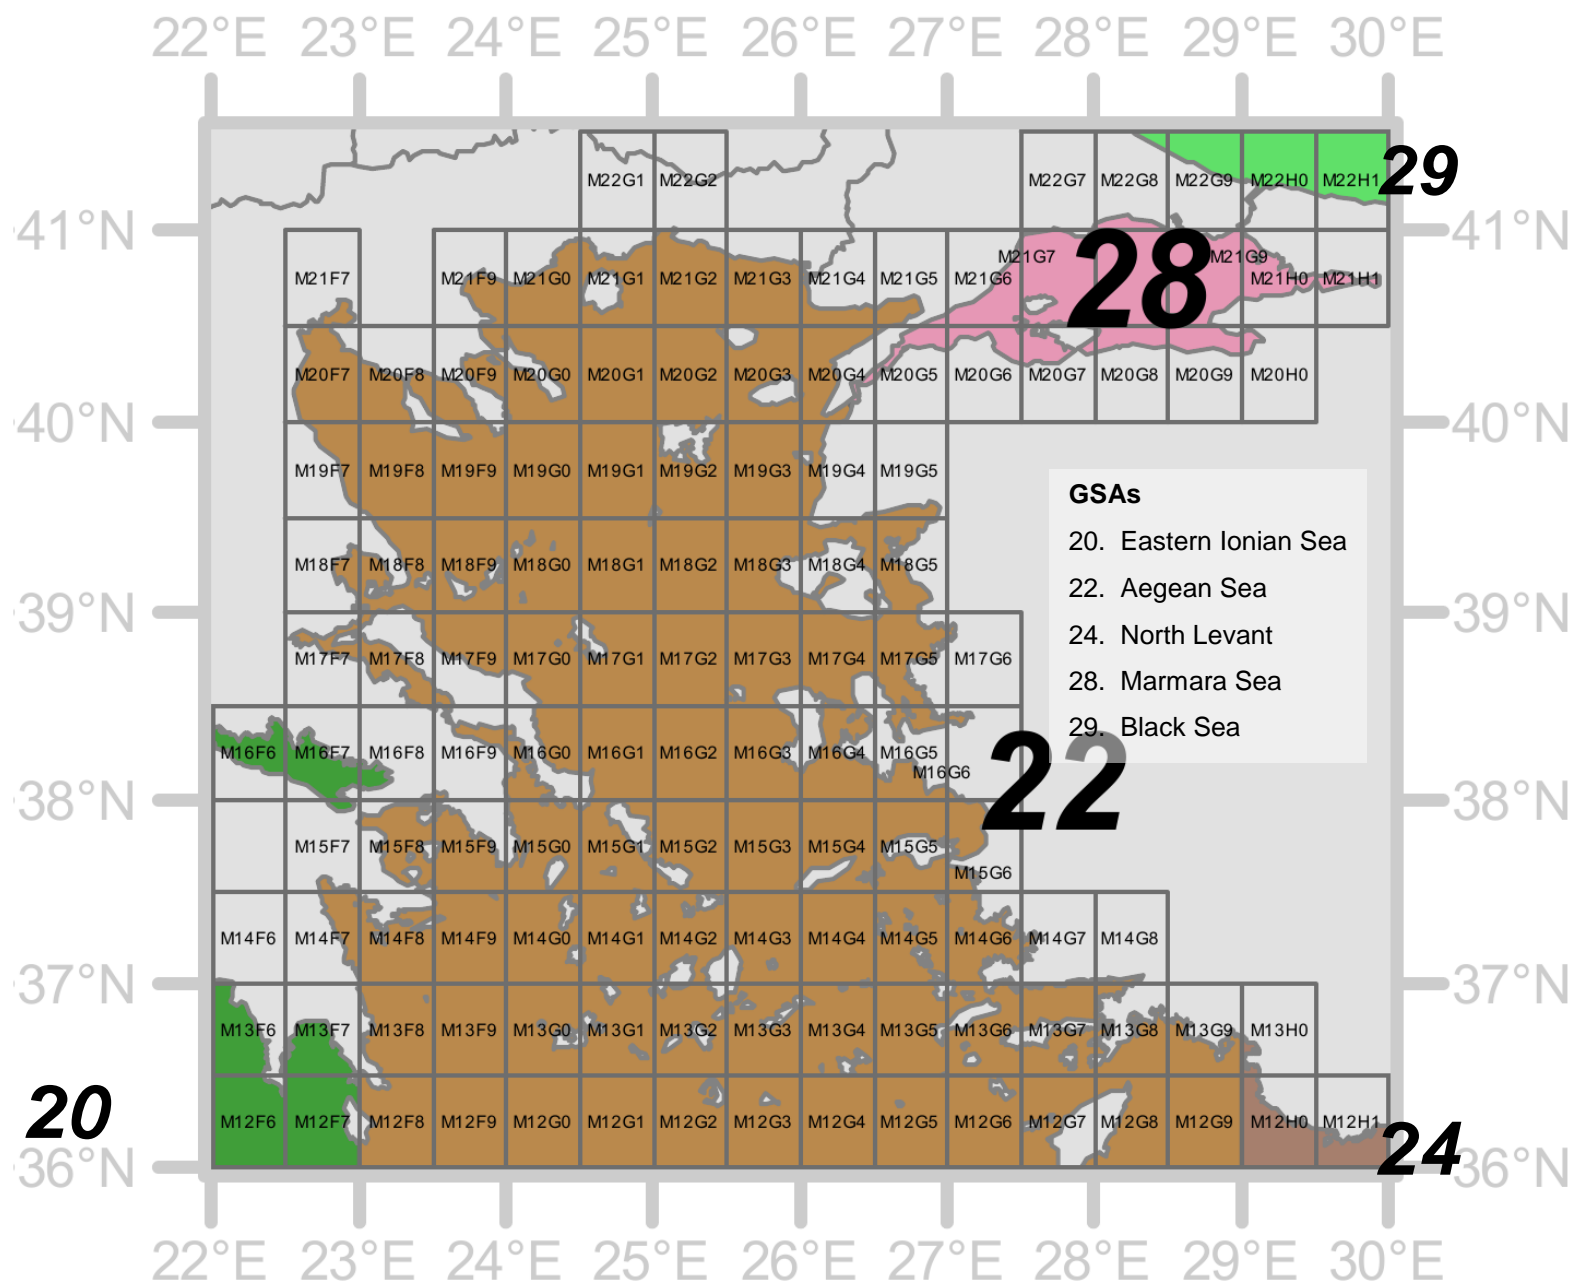 22°E 23°E 24°E 25°E 26°E 27°E 28°E 29°E 30°E
M22G1 M22G2 M22G7 M22G8 M22G9 M22H0 M22H1 29
41°N 41°N
M21G7 28 M21G9
M21F7 M21F9 M21G0 M21G1 M21G2 M21G3 M21G4 M21G5 M21G6 M21H0 M21H1
M20F7 M20F8 M20F9 M20G0 M20G1 M20G2 M20G3 M20G4 M20G5 M20G6 M20G7 M20G8 M20G9 M20H0
40°N 40°N
M19F7 M19F8 M19F9 M19G0 M19G1 M19G2 M19G3 M19G4 M19G5
GSAs
20. Eastern Ionian Sea
22. Aegean Sea
24. North Levant
28. Marmara Sea
29. Black Sea
M18F7 M18F8 M18F9 M18G0 M18G1 M18G2 M18G3 M18G4 M18G5
39°N 39°N
M17F7 M17F8 M17F9 M17G0 M17G1 M17G2 M17G3 M17G4 M17G5 M17G6
M16F6 M16F7 M16F8 M16F9 M16G0 M16G1 M16G2 M16G3 M16G4 M16G5
M16G6 22
38°N 38°N
M15F7 M15F8 M15F9 M15G0 M15G1 M15G2 M15G3 M15G4 M15G5
M15G6
M14F6 M14F7 M14F8 M14F9 M14G0 M14G1 M14G2 M14G3 M14G4 M14G5 M14G6 M14G7 M14G8
37°N 37°N
M13F6 M13F7 M13F8 M13F9 M13G0 M13G1 M13G2 M13G3 M13G4 M13G5 M13G6 M13G7 M13G8 M13G9 M13H0
20 M12F6 M12F7 M12F8 M12F9 M12G0 M12G1 M12G2 M12G3 M12G4 M12G5 M12G6 M12G7 M12G8 M12G9 M12H0 M12H1 24
36°N 36°N
22°E 23°E 24°E 25°E 26°E 27°E 28°E 29°E 30°E